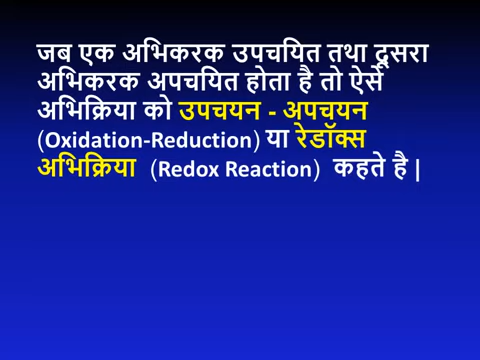 जब एक अभिकरक उपचयित तथा दूसरा
अभिकरक अपचयित होता है तो ऐसे
अभिक्रिया को उपचयन - अपचयन
(Oxidation-Reduction) या रेडॉक्स
अभिक्रिया (Redox Reaction) कहते है |